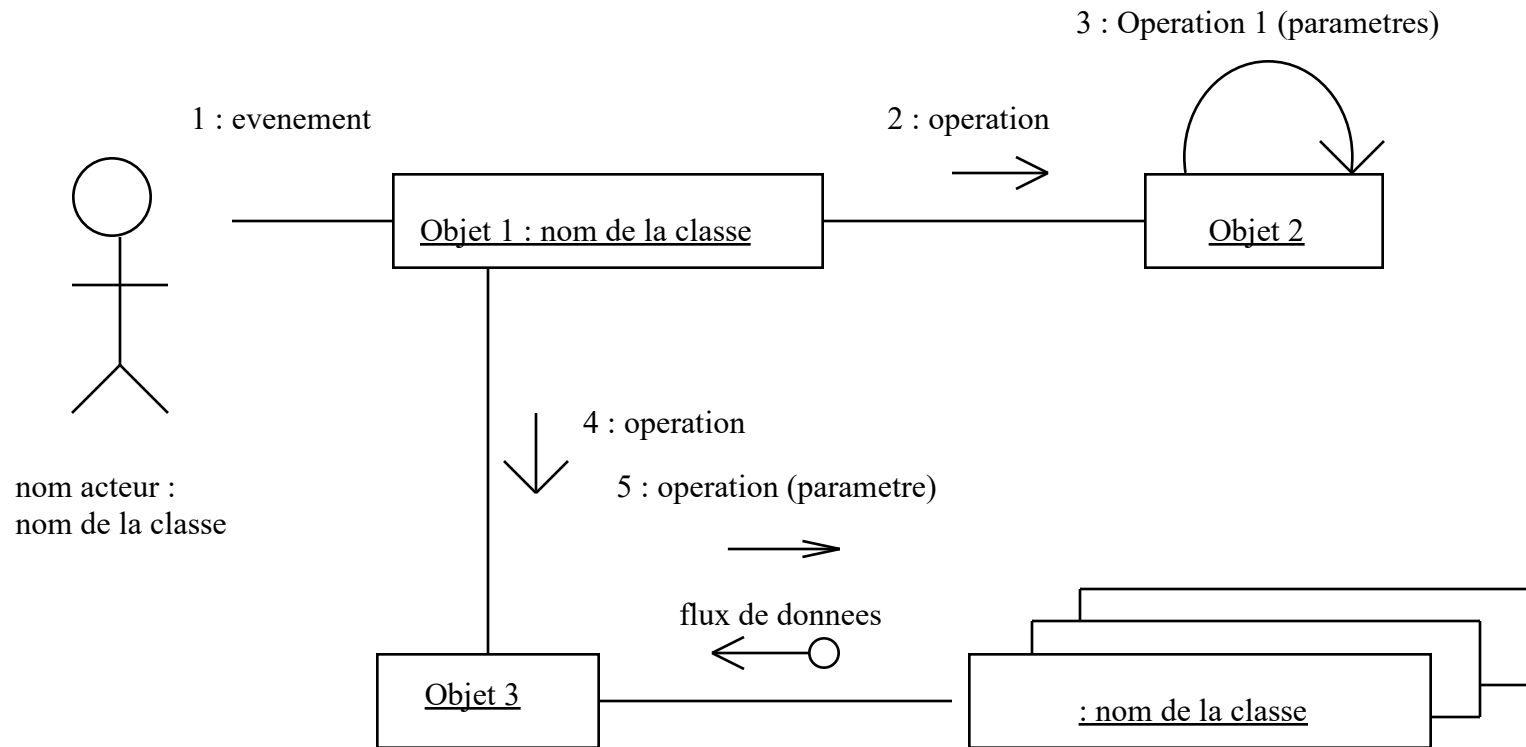 3 : Operation 1 (parametres)
1 : evenement
2 : operation
Objet 1 : nom de la classe
Objet 2
4 : operation
nom acteur :
nom de la classe
5 : operation (parametre)
flux de donnees
Objet 3
: nom de la classe